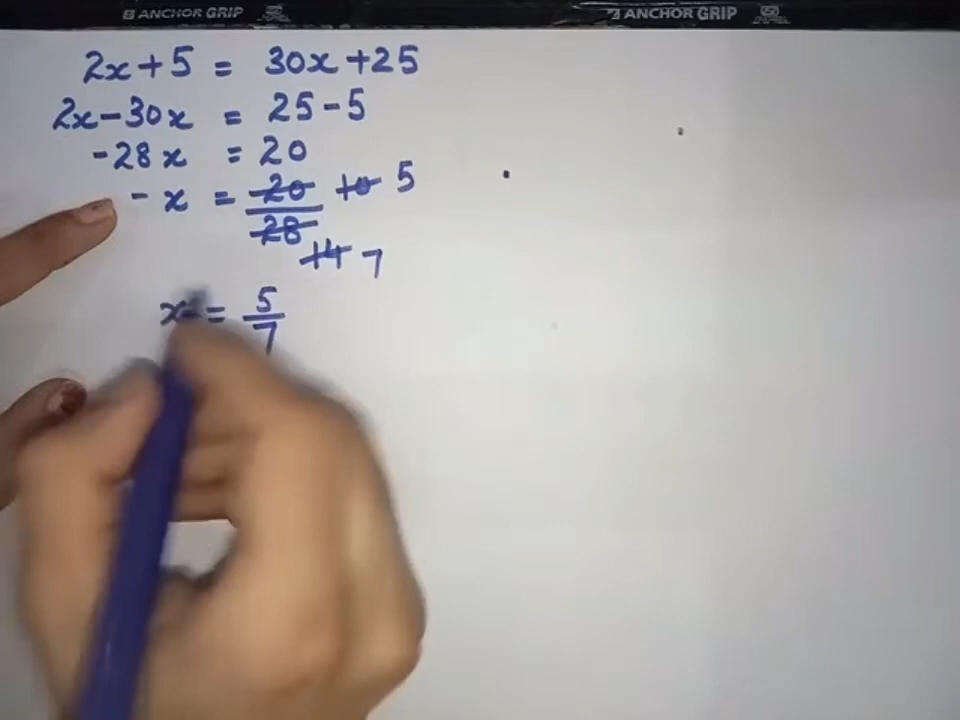 ANCHOR GRIP ANCHOR GRIP
2x+5 = 30x+25
2x-30x = 25-5
-28x = 20
-x = 20/28 10 5
14 7
x = 5/7